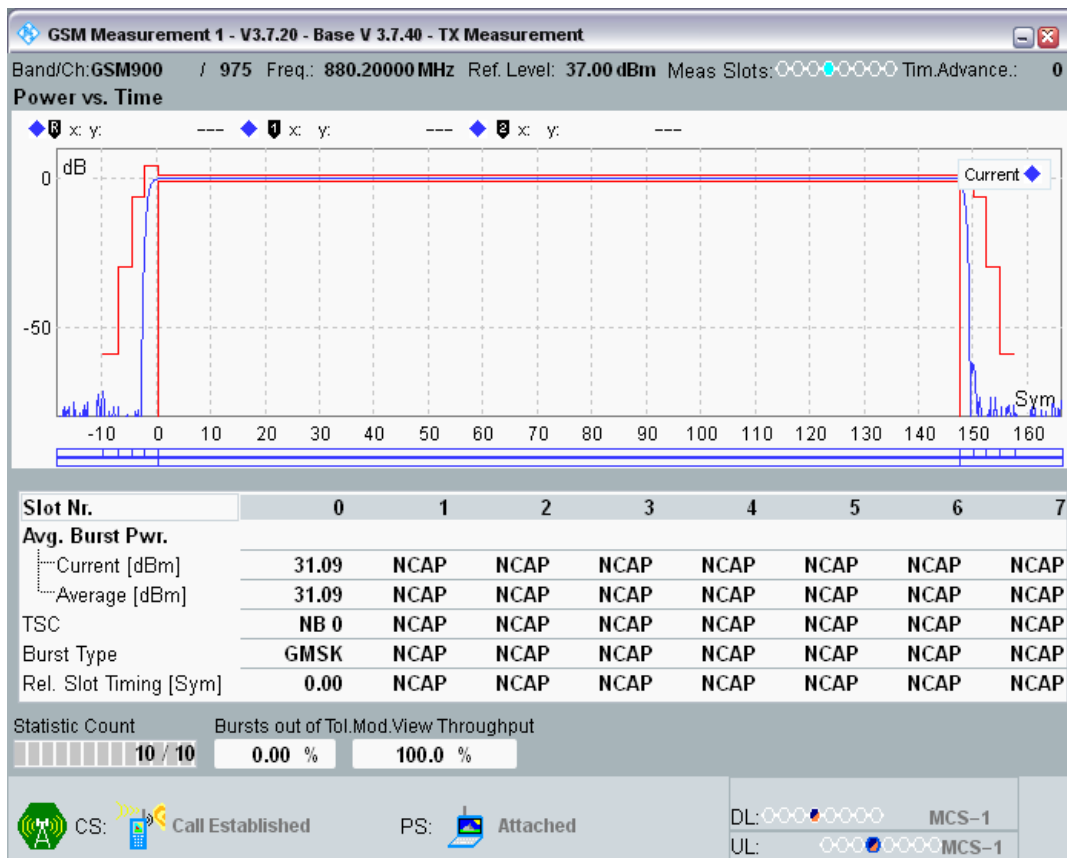 GSM Measurement 1 - V3.7.20 - Base V 3.7.40 - TX Measurement
Band/Ch:GSM900 / 975 Freq.: 880.20000 MHz Ref. Level: 37.00 dBm Meas Slots: Tim.Advance.: 0
Power vs. Time
R x: y: --- 1 x: y: --- 2 x: y: ---
dB
0
Current
-50
Sym
-10 0 10 20 30 40 50 60 70 80 90 100 110 120 130 140 150 160
Slot Nr. 0 1 2 3 4 5 6 7
Avg. Burst Pwr.
Current [dBm] 31.09 NCAP NCAP NCAP NCAP NCAP NCAP NCAP
Average [dBm] 31.09 NCAP NCAP NCAP NCAP NCAP NCAP NCAP
TSC NB 0 NCAP NCAP NCAP NCAP NCAP NCAP NCAP
Burst Type GMSK NCAP NCAP NCAP NCAP NCAP NCAP NCAP
Rel. Slot Timing [Sym] 0.00 NCAP NCAP NCAP NCAP NCAP NCAP NCAP
Statistic Count Bursts out of Tol.Mod.View Throughput
10 / 10 0.00 % 100.0 %
CS: Call Established PS: Attached
DL: MCS-1
UL: MCS-1